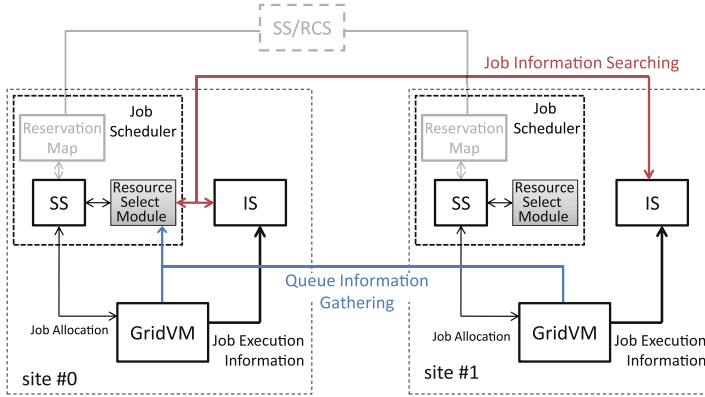 SS/RCS
Job Information Searching
Job
Scheduler
Reservation
Map
SS
Resource
Select
Module
IS
Job
Scheduler
Reservation
Map
SS
Resource
Select
Module
IS
Queue Information
Gathering
Job Allocation
GridVM
Job Execution
Information
site #0
Job Allocation
GridVM
Job Execution
Information
site #1